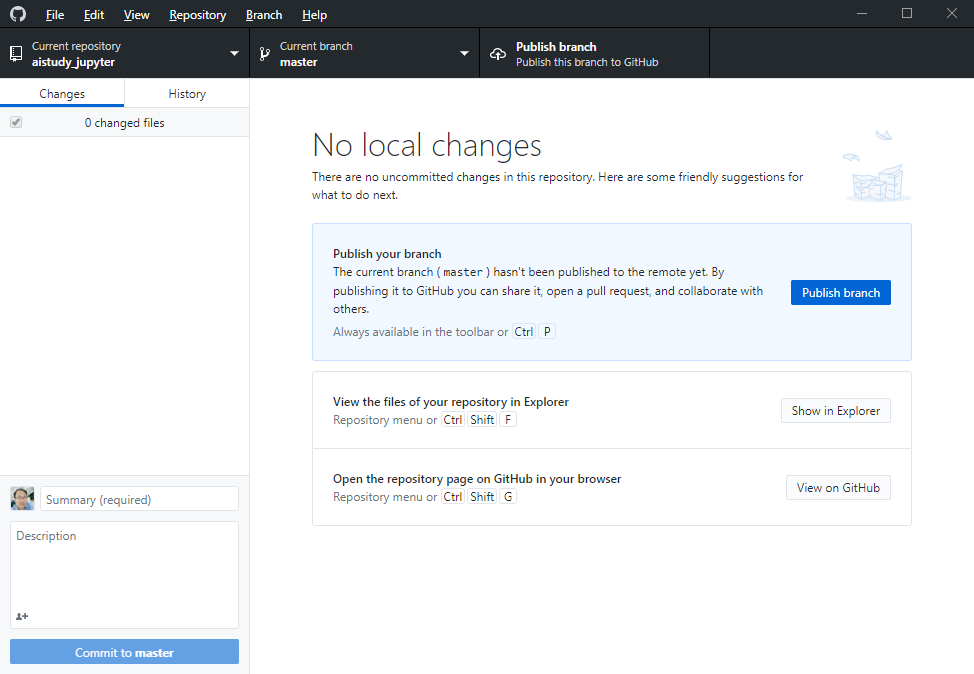 File Edit View Repository Branch Help
Current repository
aistudy_jupyter
Current branch
master
Publish branch
Publish this branch to GitHub
Changes History
0 changed files
No local changes
There are no uncommitted changes in this repository. Here are some friendly suggestions for
what to do next.
Publish your branch
The current branch ( master ) hasn't been published to the remote yet. By
publishing it to GitHub you can share it, open a pull request, and collaborate with
others.
Always available in the toolbar or Ctrl P
Publish branch
View the files of your repository in Explorer
Repository menu or Ctrl Shift F
Show in Explorer
Open the repository page on GitHub in your browser
Repository menu or Ctrl Shift G
View on GitHub
Summary (required)
Description
Commit to master